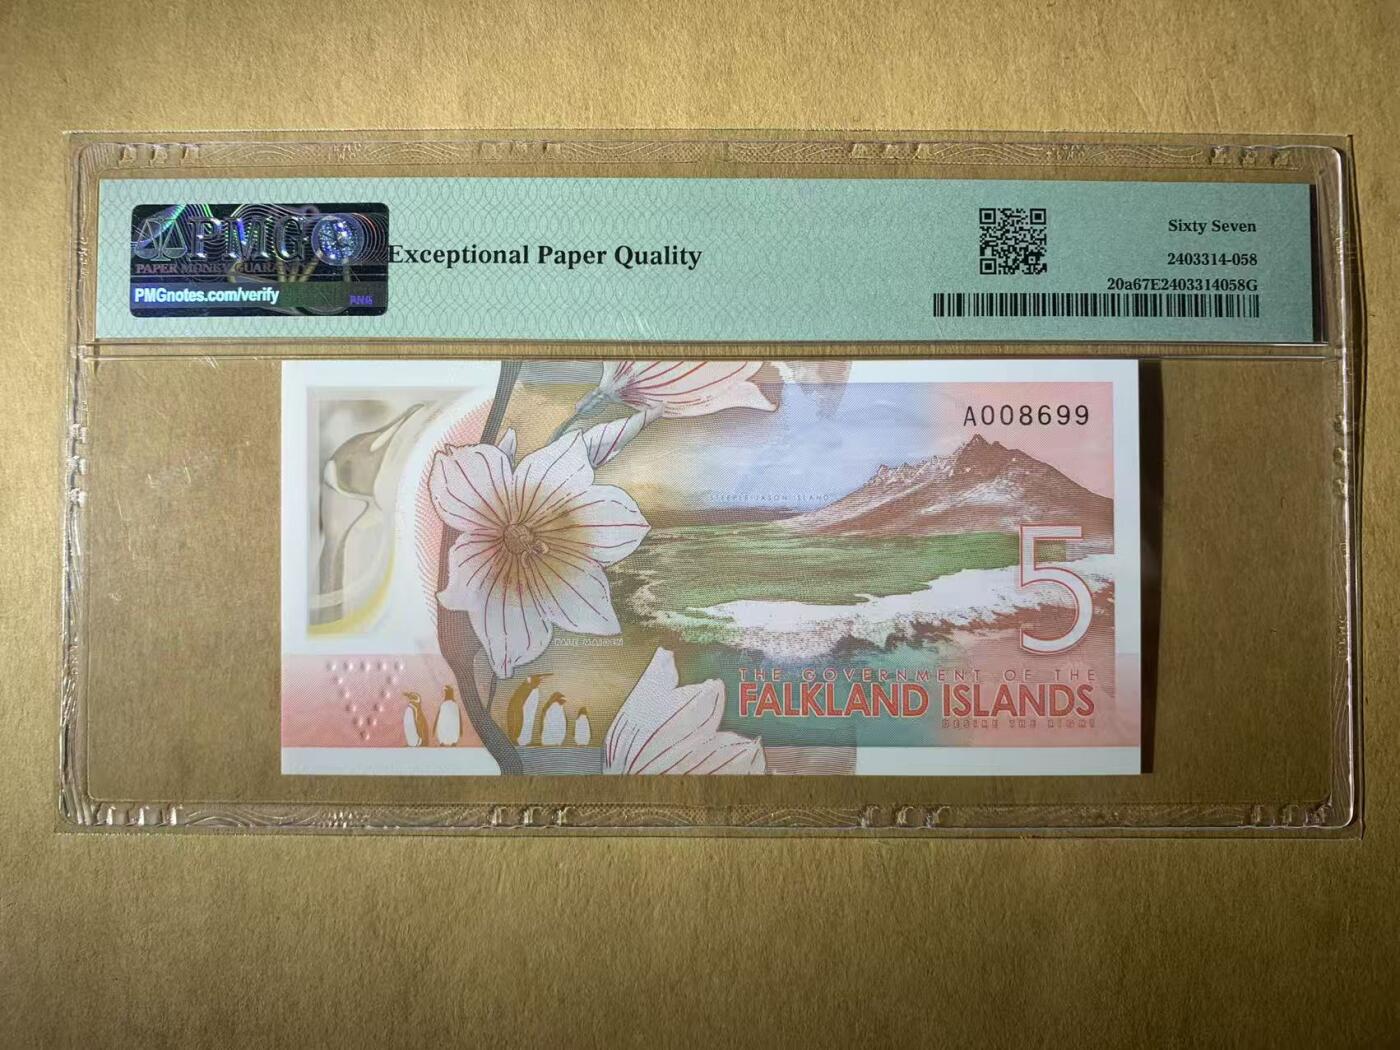 PMG
PAPER MONEY GUARANTY
PMGnotes.com/verify
Exceptional Paper Quality
Sixty Seven
2403314-058
20a67E2403314058G
A008699
STEEPLE JASON ISLAND
5
PALE MAIDEN
THE GOVERNMENT OF THE
FALKLAND ISLANDS
DESIRE THE RIGHT